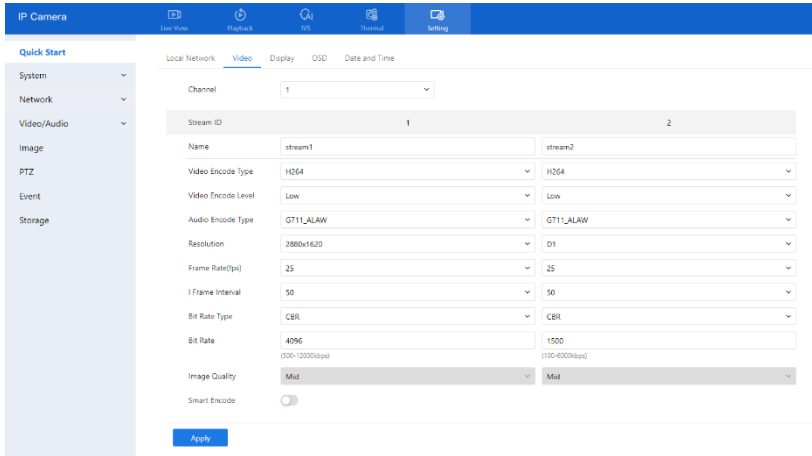 IP Camera
Live View Playback IVS Thermal Setting
Quick Start
System
Network
Video/Audio
Image
PTZ
Event
Storage
Local Network Video Display OSD Date and Time
Channel 1
Stream ID 1 2
Name stream1 stream2
Video Encode Type H264 H264
Video Encode Level Low Low
Audio Encode Type G711_ALAW G711_ALAW
Resolution 2880x1620 D1
Frame Rate(fps) 25 25
I Frame Interval 50 50
Bit Rate Type CBR CBR
Bit Rate 4096 1500
(500-12000kbps) (100-6000kbps)
Image Quality Mid Mid
Smart Encode
Apply